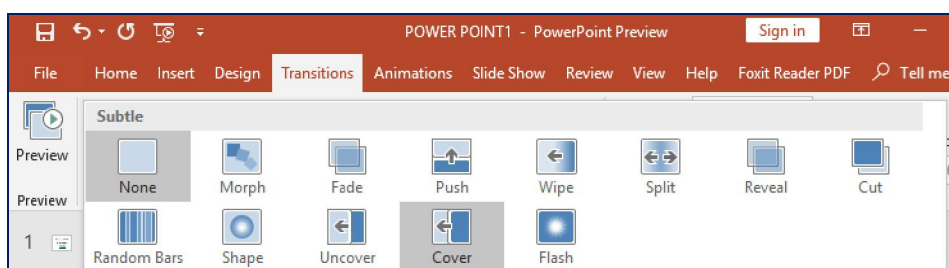 POWER POINT1 - PowerPoint Preview Sign in
File Home Insert Design Transitions Animations Slide Show Review View Help Foxit Reader PDF Tell me
Subtle
Preview
None Morph Fade Push Wipe Split Reveal Cut
Preview
1
Random Bars Shape Uncover Cover Flash